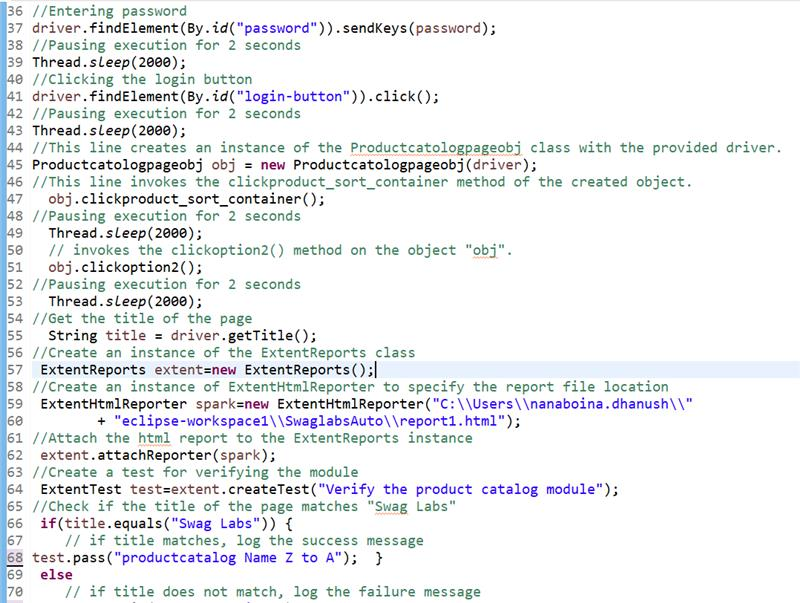 36 //Entering password
37 driver.findElement(By.id("password")).sendKeys(password);
38 //Pausing execution for 2 seconds
39 Thread.sleep(2000);
40 //Clicking the login button
41 driver.findElement(By.id("login-button")).click();
42 //Pausing execution for 2 seconds
43 Thread.sleep(2000);
44 //This line creates an instance of the Productcatologpageobj class with the provided driver.
45 Productcatologpageobj obj = new Productcatologpageobj(driver);
46 //This line invokes the clickproduct_sort_container method of the created object.
47   obj.clickproduct_sort_container();
48 //Pausing execution for 2 seconds
49   Thread.sleep(2000);
50   // invokes the clickoption2() method on the object "obj".
51   obj.clickoption2();
52 //Pausing execution for 2 seconds
53   Thread.sleep(2000);
54 //Get the title of the page
55   String title = driver.getTitle();
56 //Create an instance of the ExtentReports class
57  ExtentReports extent=new ExtentReports();
58 //Create an instance of ExtentHtmlReporter to specify the report file location
59  ExtentHtmlReporter spark=new ExtentHtmlReporter("C:\\Users\\nanaboina.dhanush\\"
60         + "eclipse-workspace1\\SwaglabsAuto\\report1.html");
61 //Attach the html report to the ExtentReports instance
62  extent.attachReporter(spark);
63 //Create a test for verifying the module
64  ExtentTest test=extent.createTest("Verify the product catalog module");
65 //Check if the title of the page matches "Swag Labs"
66  if(title.equals("Swag Labs")) {
67     // if title matches, log the success message
68 test.pass("productcatalog Name Z to A");  }
69  else
70     // if title does not match, log the failure message